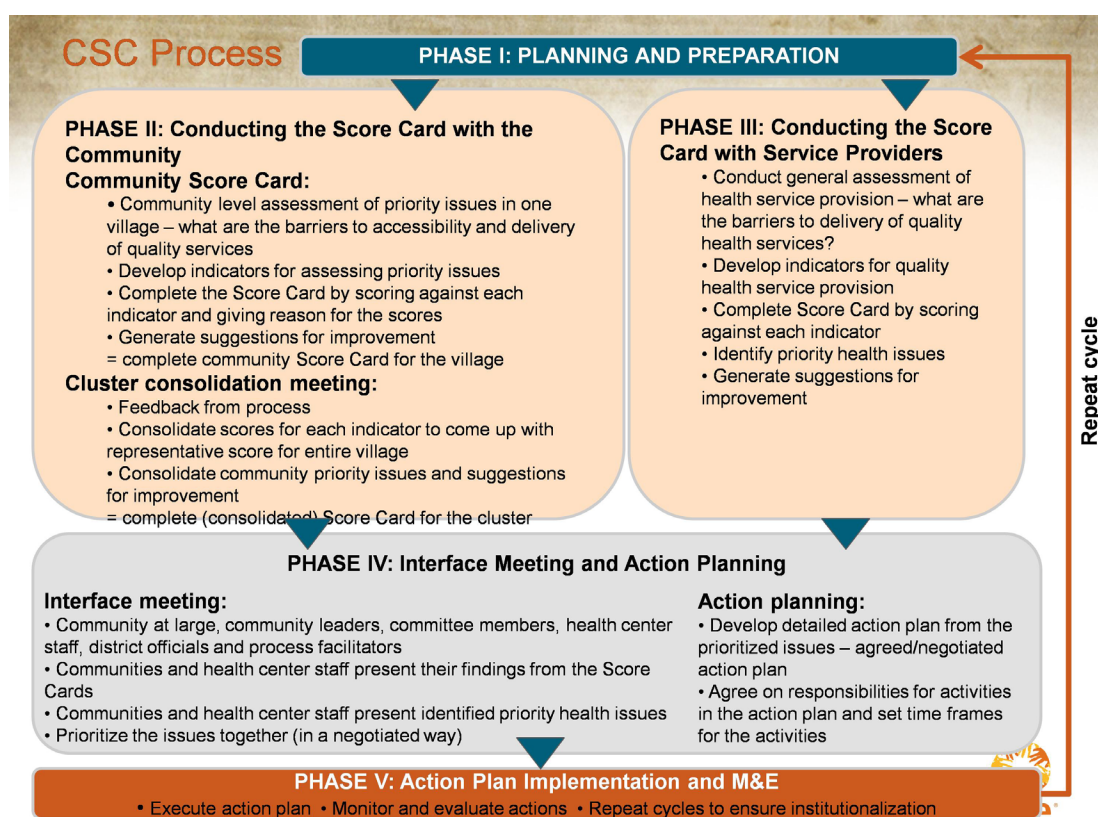 CSC Process
PHASE I: PLANNING AND PREPARATION
PHASE II: Conducting the Score Card with the
Community
Community Score Card:
• Community level assessment of priority issues in one
village – what are the barriers to accessibility and delivery
of quality services
• Develop indicators for assessing priority issues
• Complete the Score Card by scoring against each
indicator and giving reason for the scores
• Generate suggestions for improvement
= complete community Score Card for the village
Cluster consolidation meeting:
• Feedback from process
• Consolidate scores for each indicator to come up with
representative score for entire village
• Consolidate community priority issues and suggestions
for improvement
= complete (consolidated) Score Card for the cluster
PHASE III: Conducting the Score
Card with Service Providers
• Conduct general assessment of
health service provision – what are
the barriers to delivery of quality
health services?
• Develop indicators for quality
health service provision
• Complete Score Card by scoring
against each indicator
• Identify priority health issues
• Generate suggestions for
improvement
Repeat cycle
PHASE IV: Interface Meeting and Action Planning
Interface meeting:
• Community at large, community leaders, committee members, health center
staff, district officials and process facilitators
• Communities and health center staff present their findings from the Score
Cards
• Communities and health center staff present identified priority health issues
• Prioritize the issues together (in a negotiated way)
Action planning:
• Develop detailed action plan from the
prioritized issues – agreed/negotiated
action plan
• Agree on responsibilities for activities
in the action plan and set time frames
for the activities
PHASE V: Action Plan Implementation and M&E
• Execute action plan • Monitor and evaluate actions • Repeat cycles to ensure institutionalization